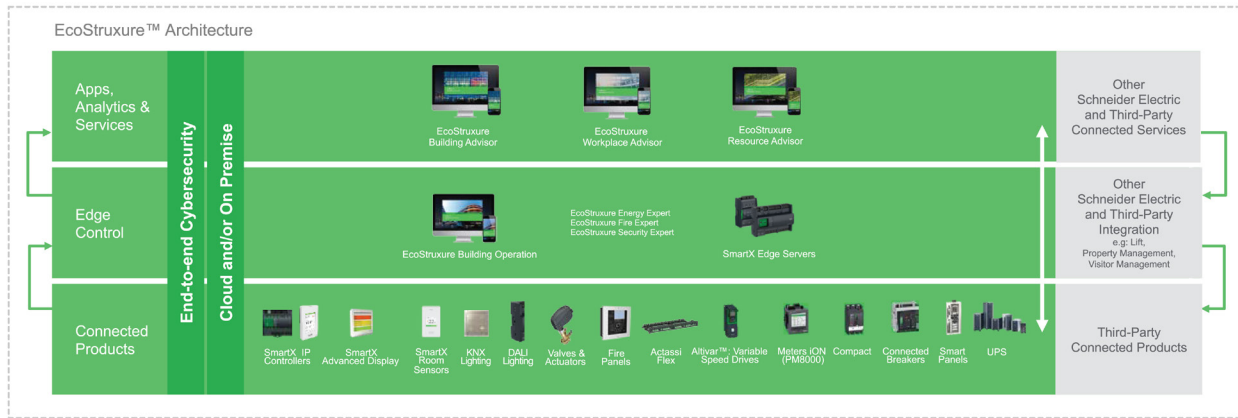 EcoStruxure™ Architecture
Apps,
Analytics &
Services
End-to-end Cybersecurity
Cloud and/or On Premise
EcoStruxure
Building Advisor
EcoStruxure
Workplace Advisor
EcoStruxure
Resource Advisor
Other
Schneider Electric
and Third-Party
Connected Services
Edge
Control
EcoStruxure Building Operation
EcoStruxure Energy Expert
EcoStruxure Fire Expert
EcoStruxure Security Expert
SmartX Edge Servers
Other
Schneider Electric
and Third-Party
Integration
e.g: Lift,
Property Management,
Visitor Management
Connected
Products
SmartX IP
Controllers
SmartX
Advanced Display
SmartX
Room
Sensors
KNX
Lighting
DALI
Lighting
Valves &
Actuators
Fire
Panels
Actassi
Flex
Altivar™: Variable
Speed Drives
Meters iON
(PM8000)
Compact
Connected
Breakers
Smart
Panels
UPS
Third-Party
Connected Products